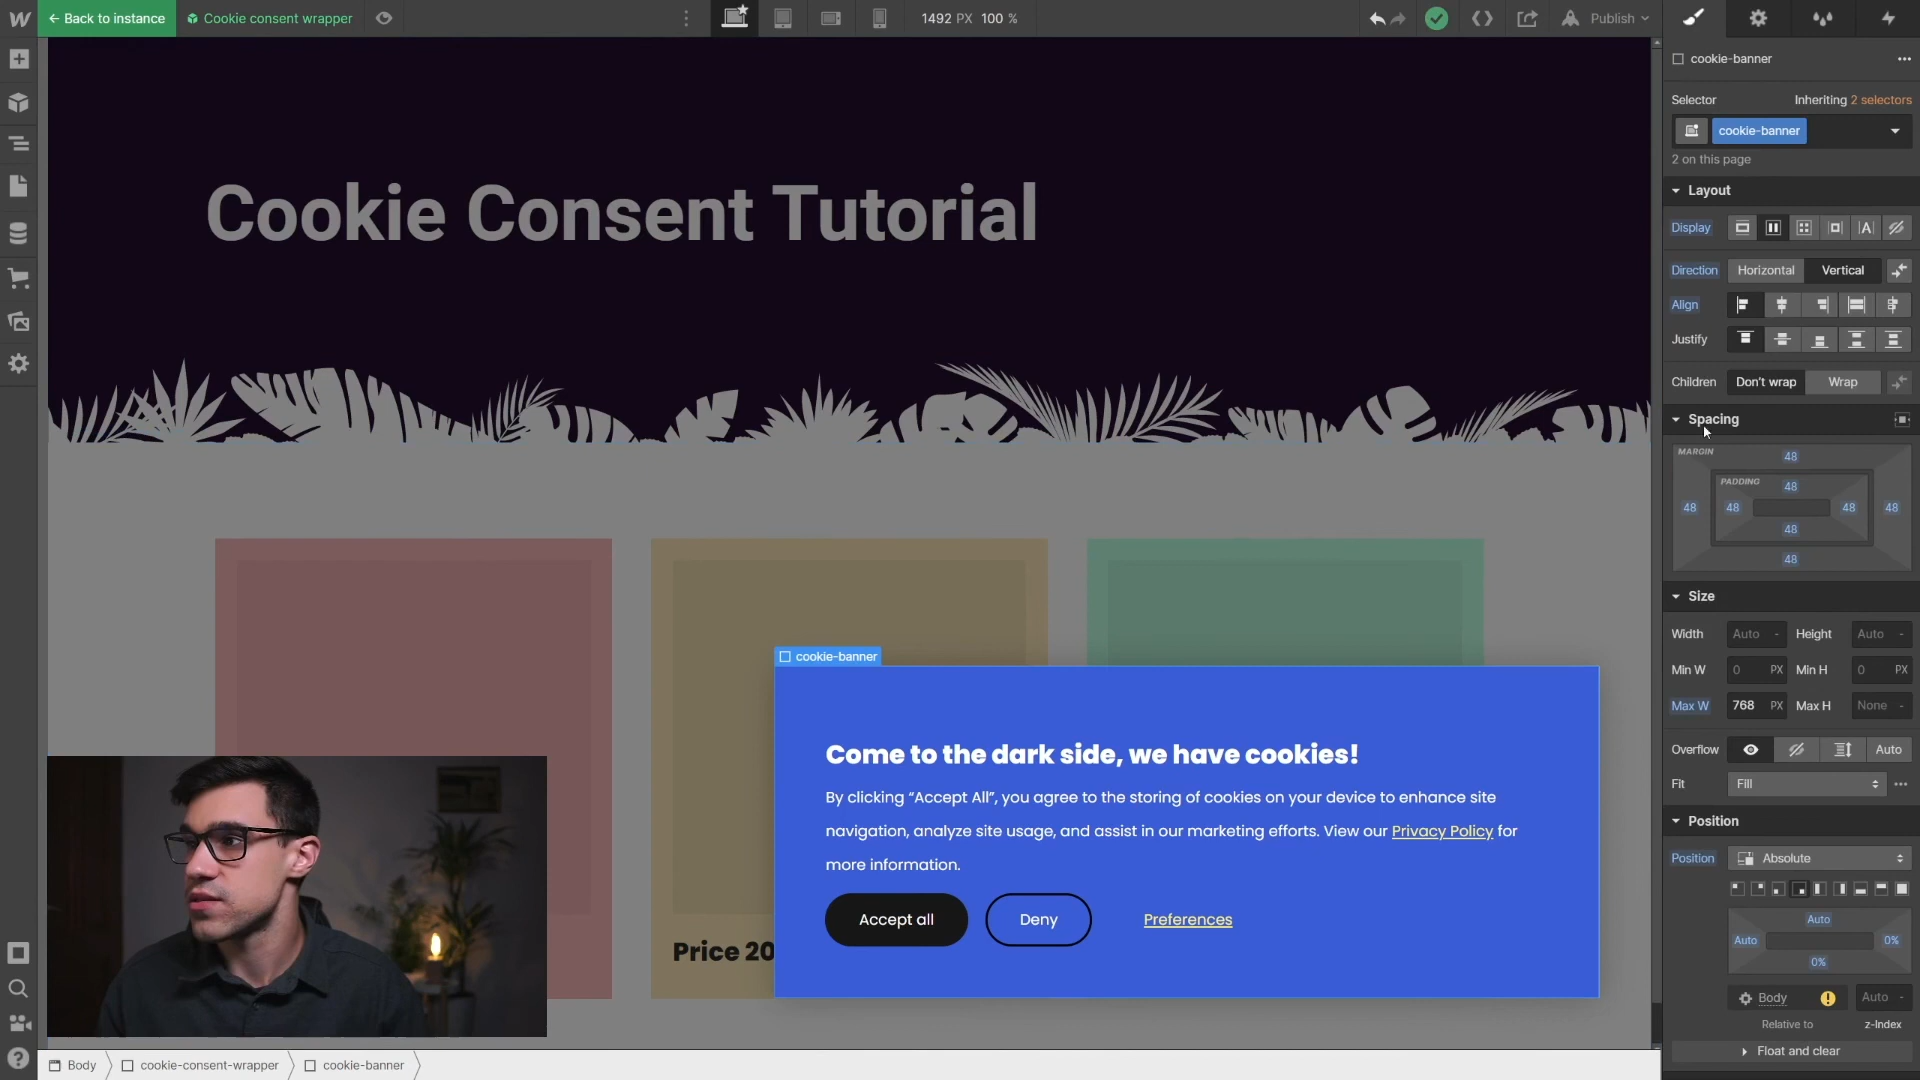 Back to instance
Cookie consent wrapper
1492 PX 100 %
Publish
cookie-banner
Selector
Inheriting 2 selectors
cookie-banner
2 on this page
Layout
Display
Direction
Horizontal
Vertical
Align
Justify
Children
Don't wrap
Wrap
Spacing
MARGIN
48
PADDING
48
48
48
48
48
48
48
Size
Width
Auto
-
Height
Auto
-
Min W
0
PX
Min H
0
PX
Max W
768
PX
Max H
None
-
Overflow
Auto
Fit
Fill
Position
Position
Absolute
Auto
Auto
0%
0%
Body
Auto
-
Relative to
z-Index
Float and clear
Cookie Consent Tutorial
cookie-banner
Come to the dark side, we have cookies!
By clicking “Accept All”, you agree to the storing of cookies on your device to enhance site
navigation, analyze site usage, and assist in our marketing efforts. View our Privacy Policy for
more information.
Accept all
Deny
Preferences
Price 20
Body
cookie-consent-wrapper
cookie-banner